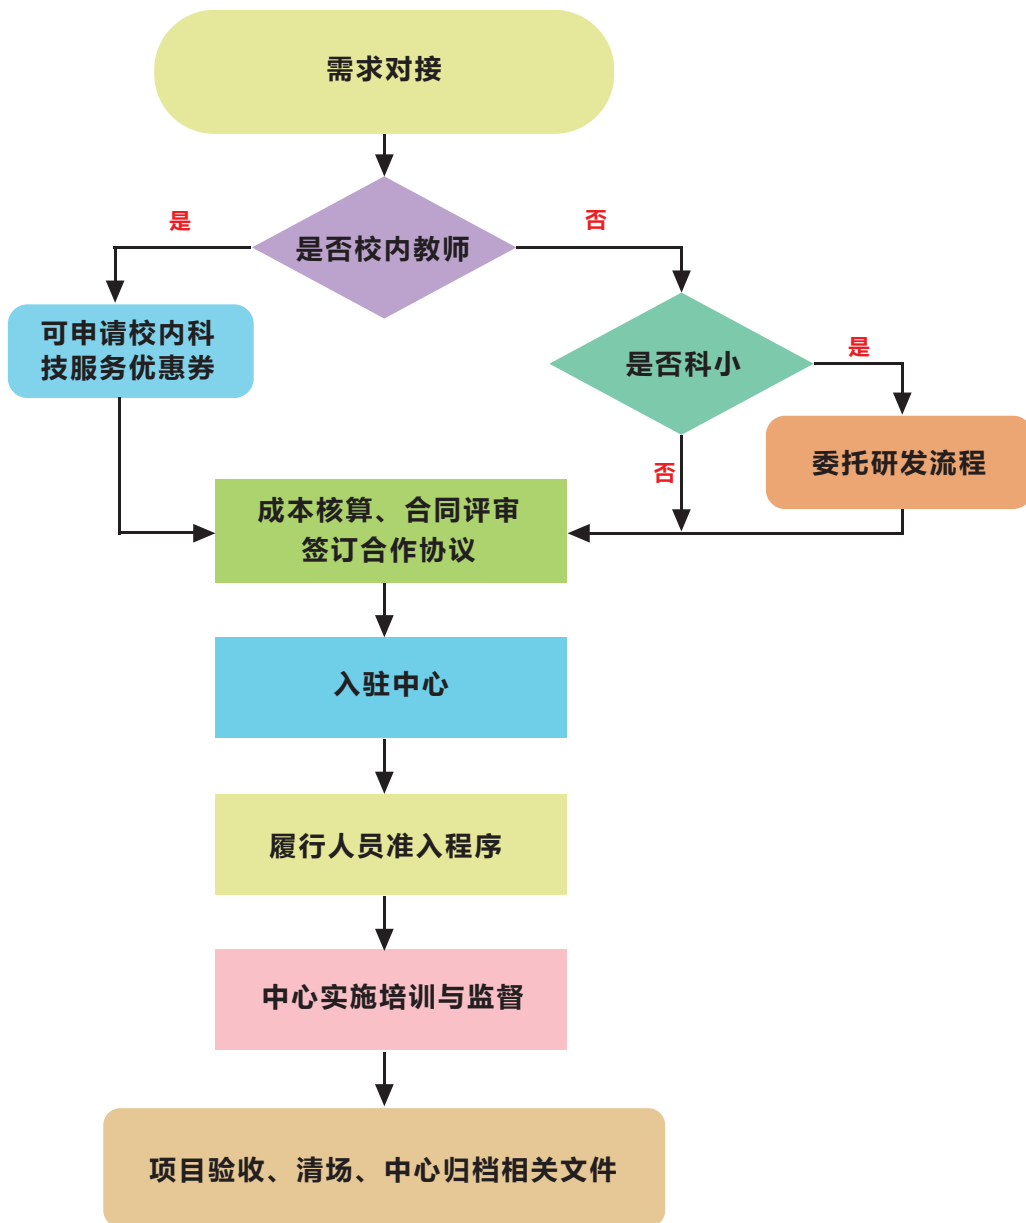 需求对接
是
否
是否校内教师
可申请校内科
技服务优惠券
是
是否科小
委托研发流程
否
成本核算、合同评审
签订合作协议
入驻中心
履行人员准入程序
中心实施培训与监督
项目验收、清场、中心归档相关文件